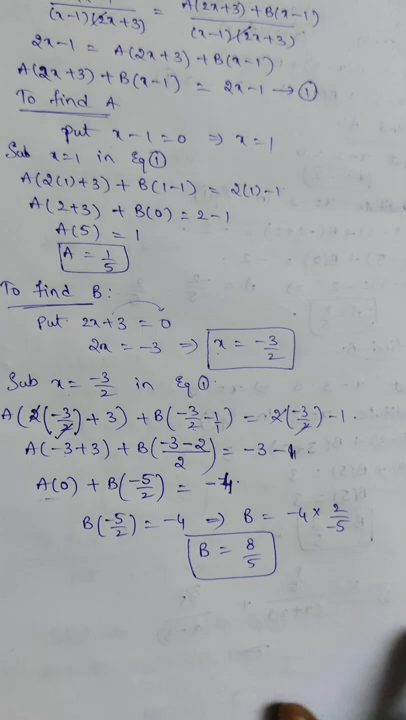 /(x-1)(2x+3) = A(2x+3)+B(x-1)/(x-1)(2x+3)
2x-1 = A(2x+3)+B(x-1)
A(2x+3)+B(x-1) = 2x-1 → ①
To find A
put x-1=0 ⇒ x=1
Sub x=1 in Eq ①
A(2(1)+3)+B(1-1) = 2(1)-1
A(2+3) + B(0) = 2-1
A(5) = 1
A = 1/5
To find B:
put 2x+3 = 0
2x = -3 ⇒ x = -3/2
Sub x = -3/2 in Eq ①
A(2(-3/2)+3) + B(-3/2 - 1/1) = 2(-3/2) - 1
A(-3+3) + B(-3-2/2) = -3-1
A(0) + B(-5/2) = -4.
B(-5/2) = -4 ⇒ B = -4 × 2/-5
B = 8/5